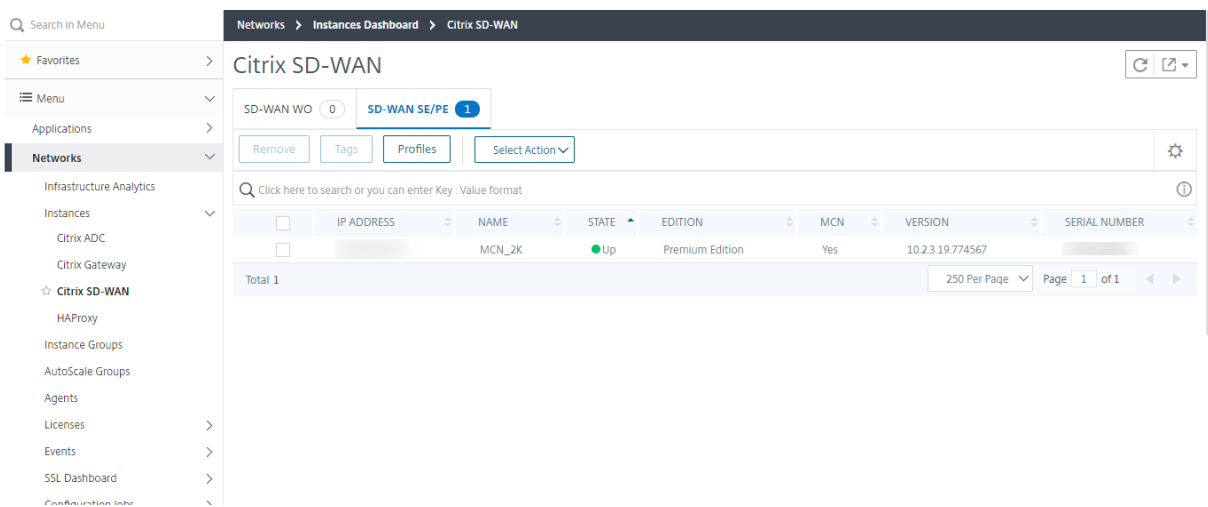 Search in Menu
Favorites
Menu
Applications
Networks
Infrastructure Analytics
Instances
Citrix ADC
Citrix Gateway
Citrix SD-WAN
HAProxy
Instance Groups
AutoScale Groups
Agents
Licenses
Events
SSL Dashboard
Configuration Jobs
Networks > Instances Dashboard > Citrix SD-WAN
Citrix SD-WAN
SD-WAN WO 0 SD-WAN SE/PE 1
Remove Tags Profiles Select Action
Click here to search or you can enter Key : Value format
IP ADDRESS NAME STATE EDITION MCN VERSION SERIAL NUMBER
MCN_2K Up Premium Edition Yes 10.2.3.19.774567
Total 1 250 Per Page Page 1 of 1